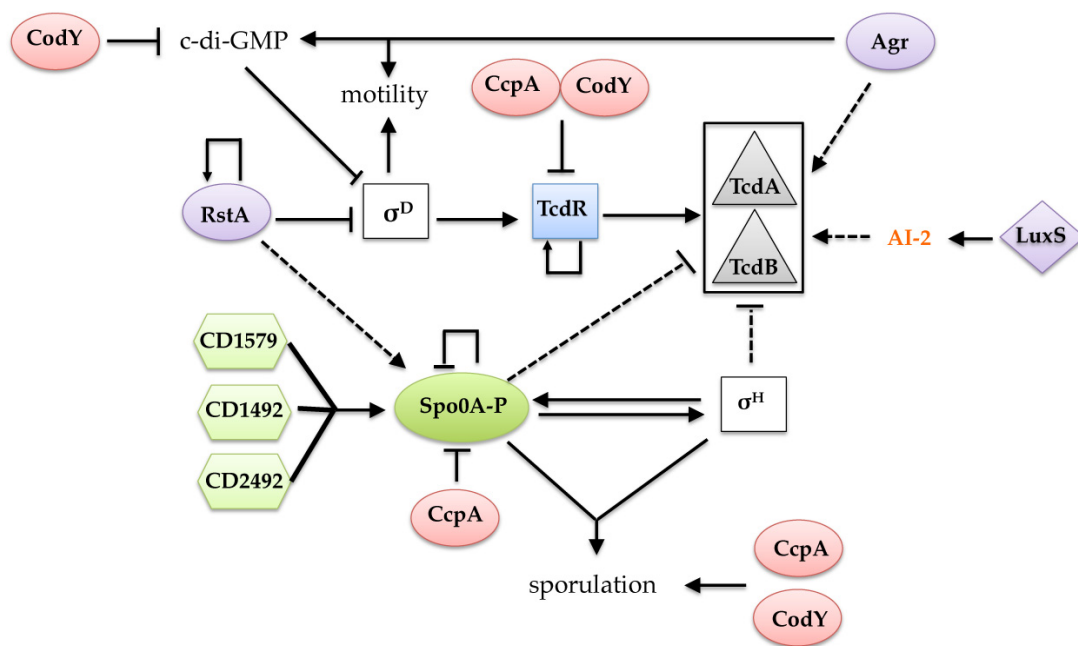 CodY
c-di-GMP
Agr
motility
CcpA
CodY
RstA
σD
TcdR
TcdA
TcdB
AI-2
LuxS
CD1579
CD1492
CD2492
Spo0A-P
σH
CcpA
sporulation
CcpA
CodY